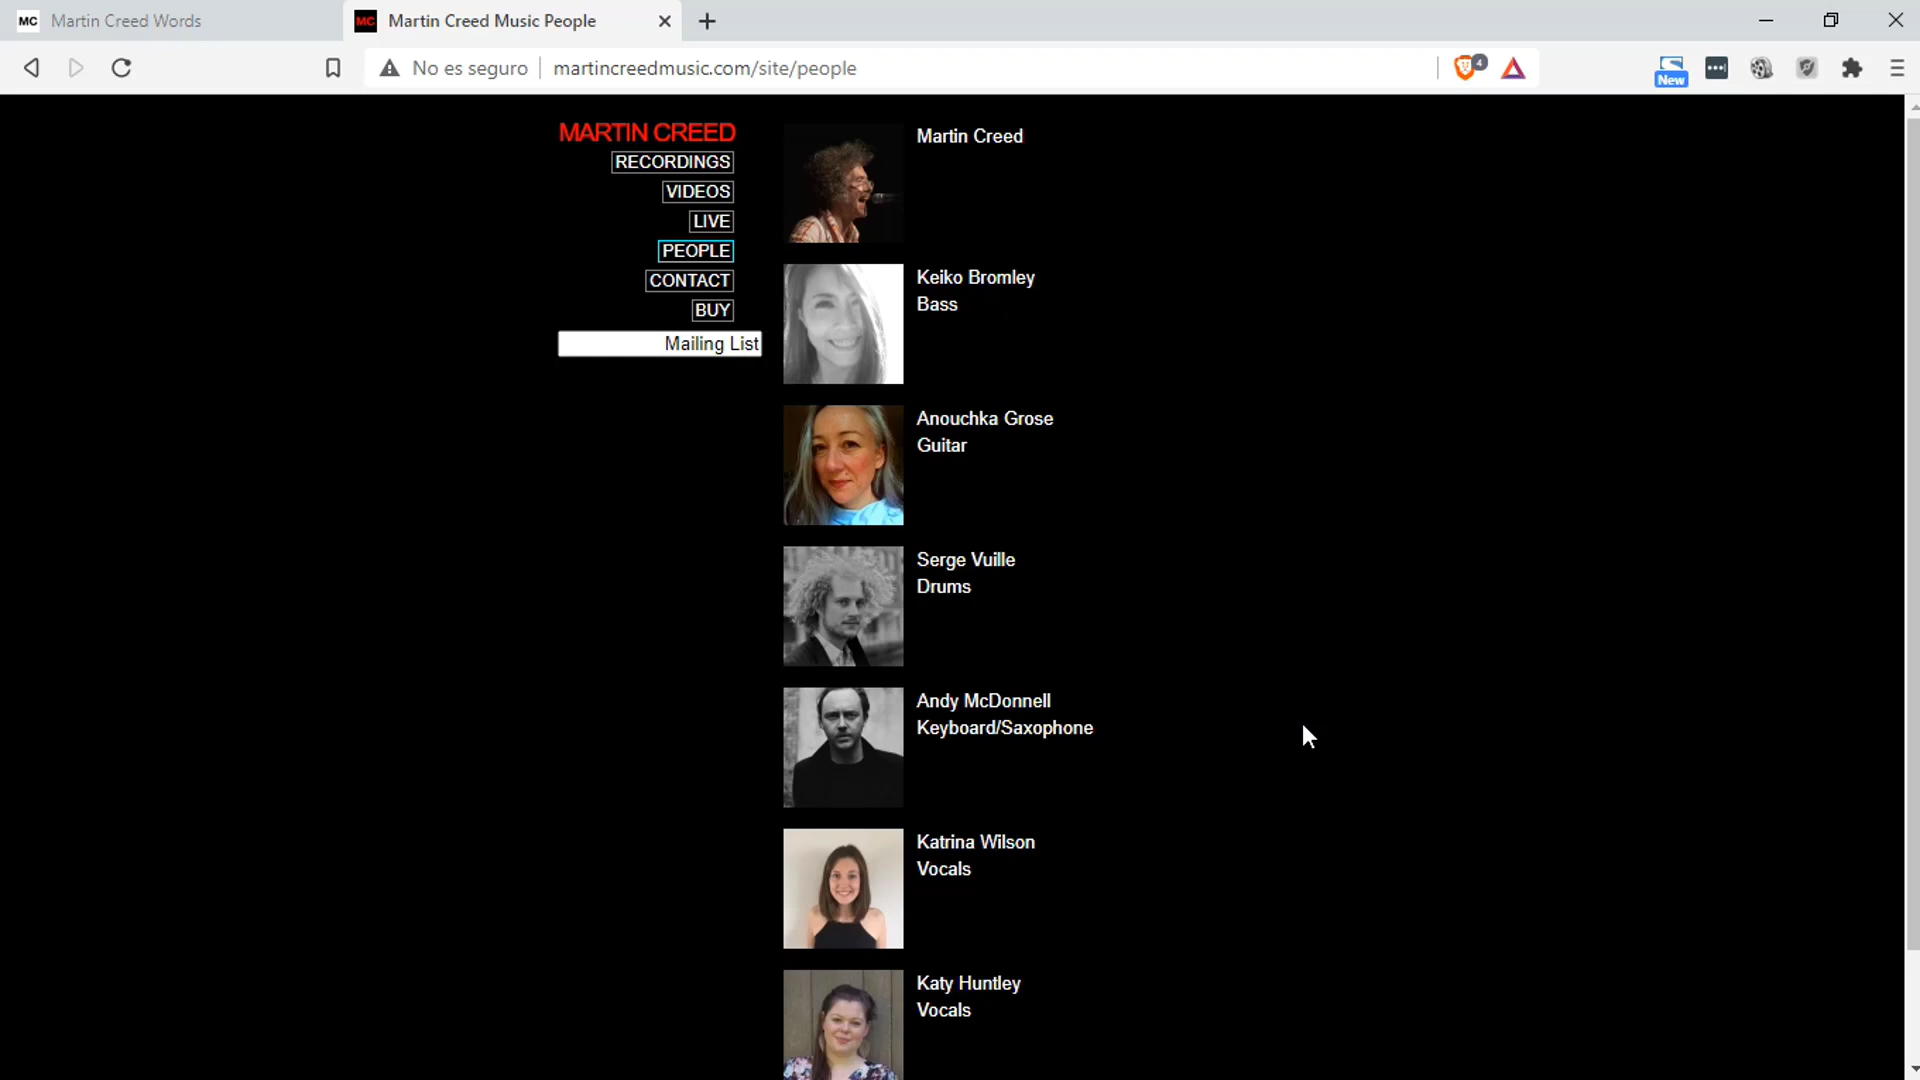 MC Martin Creed Words
MC Martin Creed Music People
No es seguro martincreedmusic.com/site/people
4
New
MARTIN CREED
RECORDINGS
VIDEOS
LIVE
PEOPLE
CONTACT
BUY
Mailing List
Martin Creed
Keiko Bromley
Bass
Anouchka Grose
Guitar
Serge Vuille
Drums
Andy McDonnell
Keyboard/Saxophone
Katrina Wilson
Vocals
Katy Huntley
Vocals